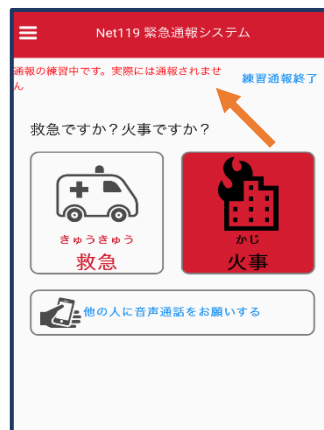 Net119 緊急通報システム
通報の練習中です。実際には通報されませ
ん
練習通報終了
救急ですか？火事ですか？
きゅうきゅう
救急
かじ
火事
他の人に音声通話をお願いする